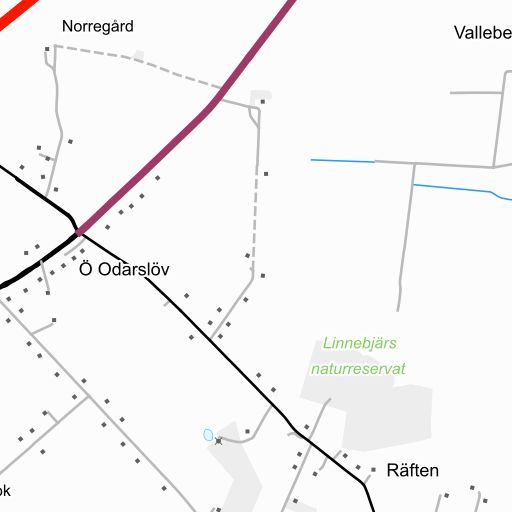 Norregård
Vallebe
Ö Odarslöv
Linnebjärs
naturreservat
Räften
ok